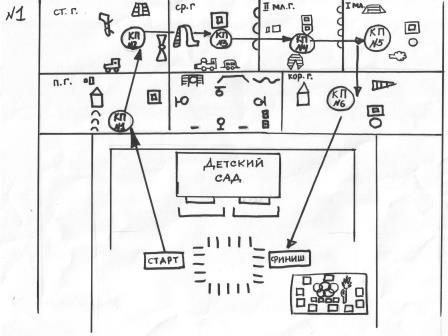 N1
СТ. Г.
СР. Г
II МЛ. Г.
I МЛ
КП №2
КП №3
КП №4
КП №5
П. Г.
КОР. Г.
КП №1
КП №6
ДЕТСКИЙ
САД
СТАРТ
ФИНИШ